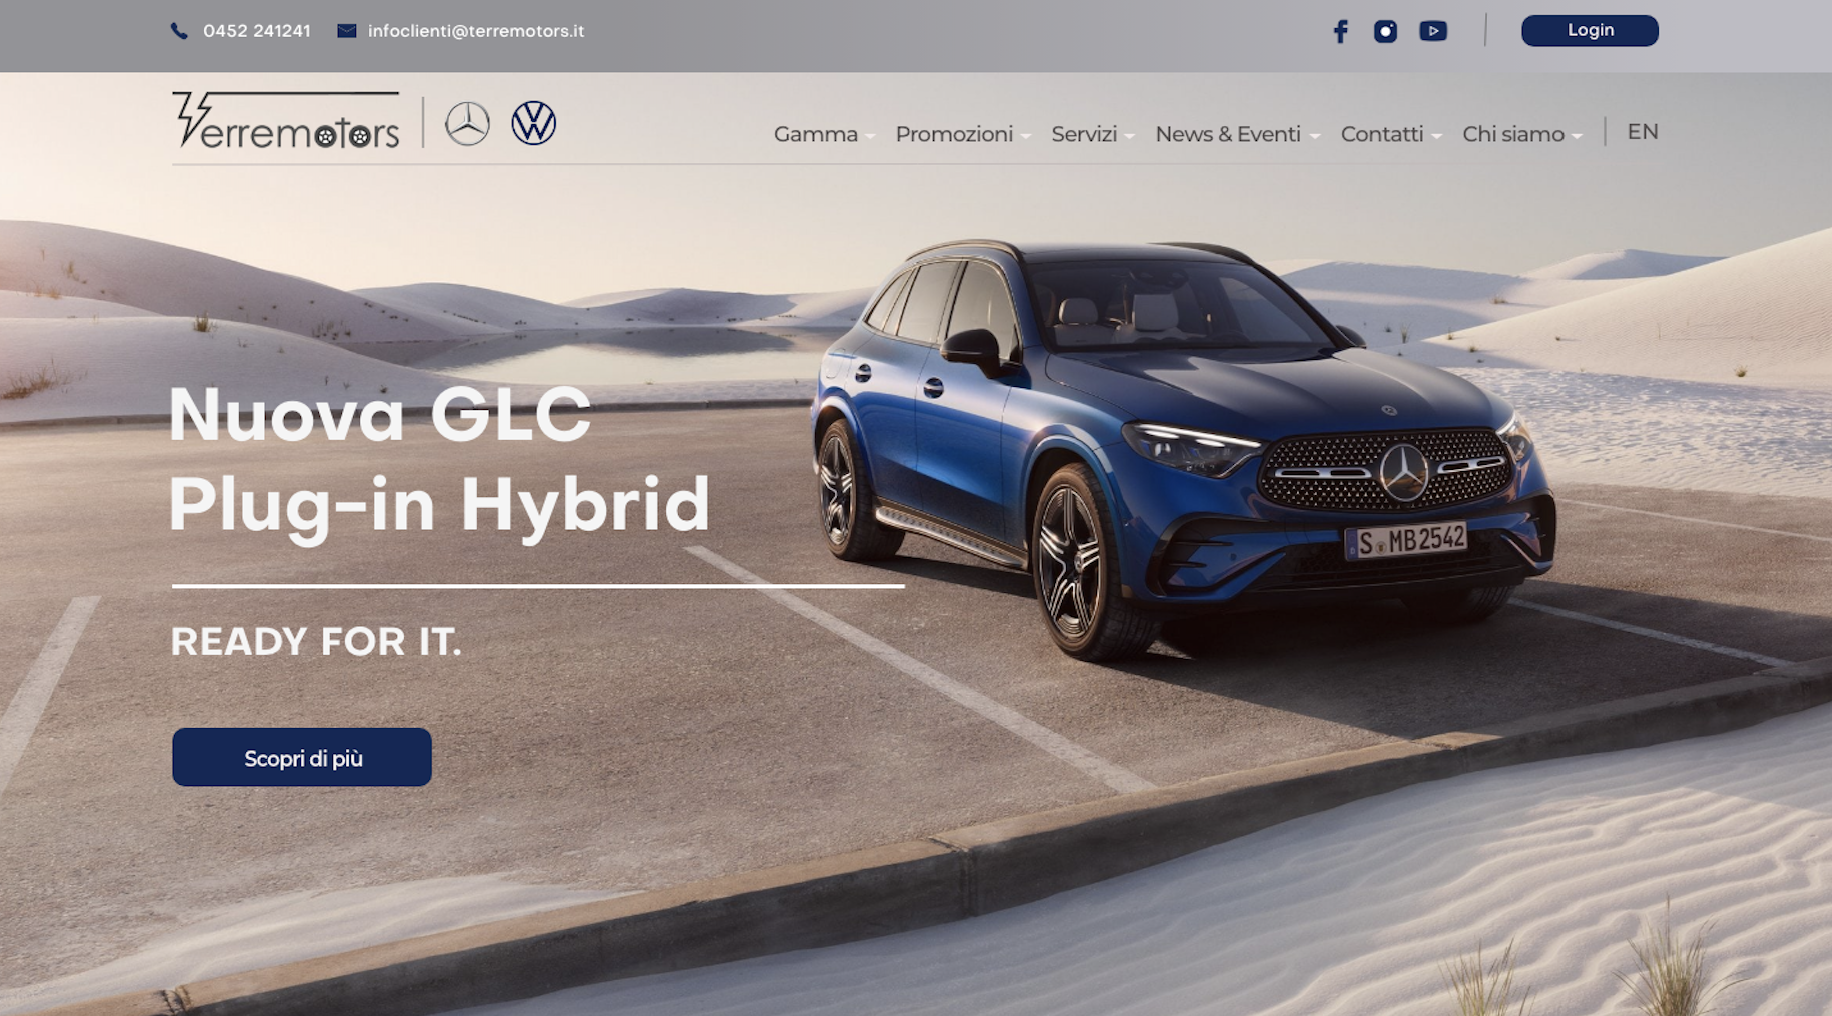 0452 241241 infoclienti@terremotors.it Login
Terremotors
Gamma Promozioni Servizi News & Eventi Contatti Chi siamo EN
Nuova GLC
Plug-in Hybrid
S MB2542
READY FOR IT.
Scopri di più